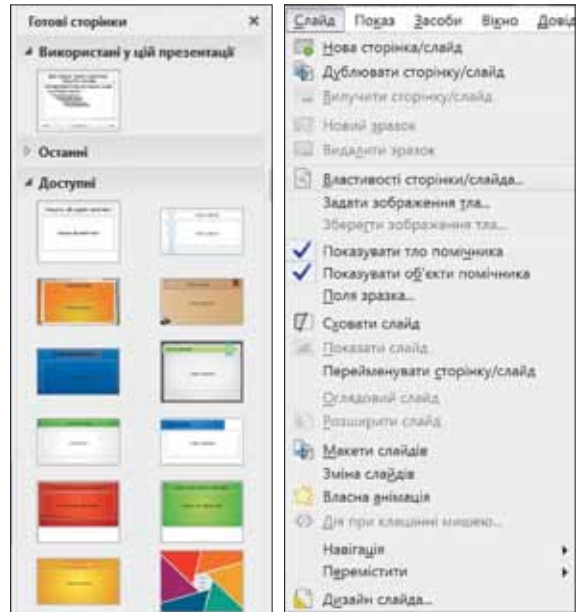 Готові сторінки
Використані у цій презентації
Останні
Доступні
Слайд Показ Засоби Вікно Довід
Нова сторінка/слайд
Дублювати сторінку/слайд
Вилучити сторінку/слайд
Новий зразок
Видалити зразок
Властивості сторінки/слайда...
Задати зображення тла...
Зберегти зображення тла...
Показувати тло помічника
Показувати об'єкти помічника
Поля зразка...
Сховати слайд
Показати слайд
Перейменувати сторінку/слайд
Оглядовий слайд
Розширити слайд
Макети слайдів
Зміна слайдів
Власна анімація
Дія при клацанні мишею...
Навігація
Перемістити
Дизайн слайда...